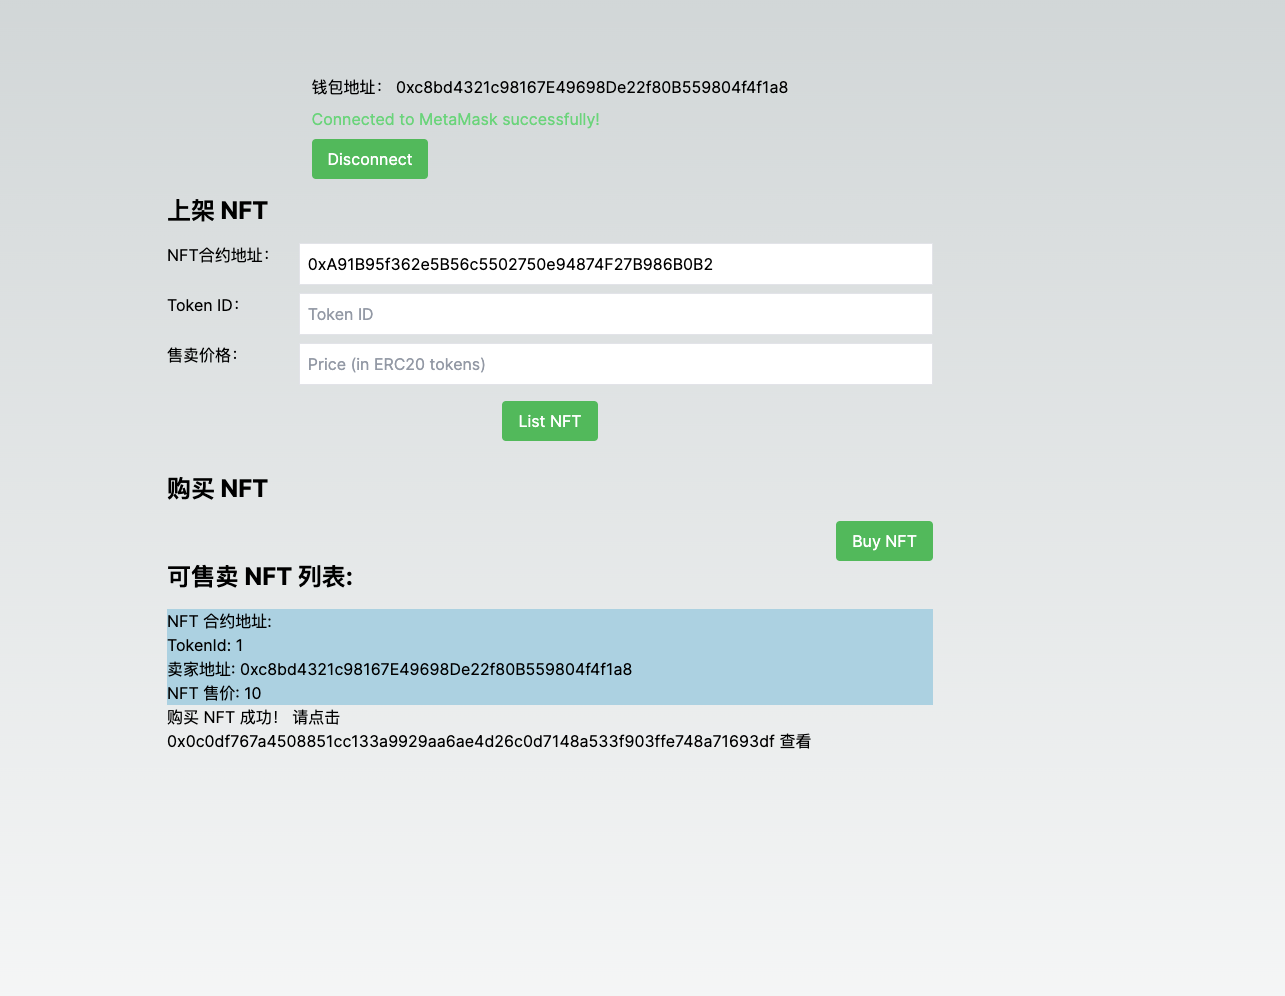 钱包地址： 0xc8bd4321c98167E49698De22f80B559804f4f1a8
Connected to MetaMask successfully!
Disconnect
上架 NFT
NFT合约地址：
0xA91B95f362e5B56c5502750e94874F27B986B0B2
Token ID：
Token ID
售卖价格：
Price (in ERC20 tokens)
List NFT
购买 NFT
Buy NFT
可售卖 NFT 列表:
NFT 合约地址:
TokenId: 1
卖家地址: 0xc8bd4321c98167E49698De22f80B559804f4f1a8
NFT 售价: 10
购买 NFT 成功！ 请点击
0x0c0df767a4508851cc133a9929aa6ae4d26c0d7148a533f903ffe748a71693df 查看